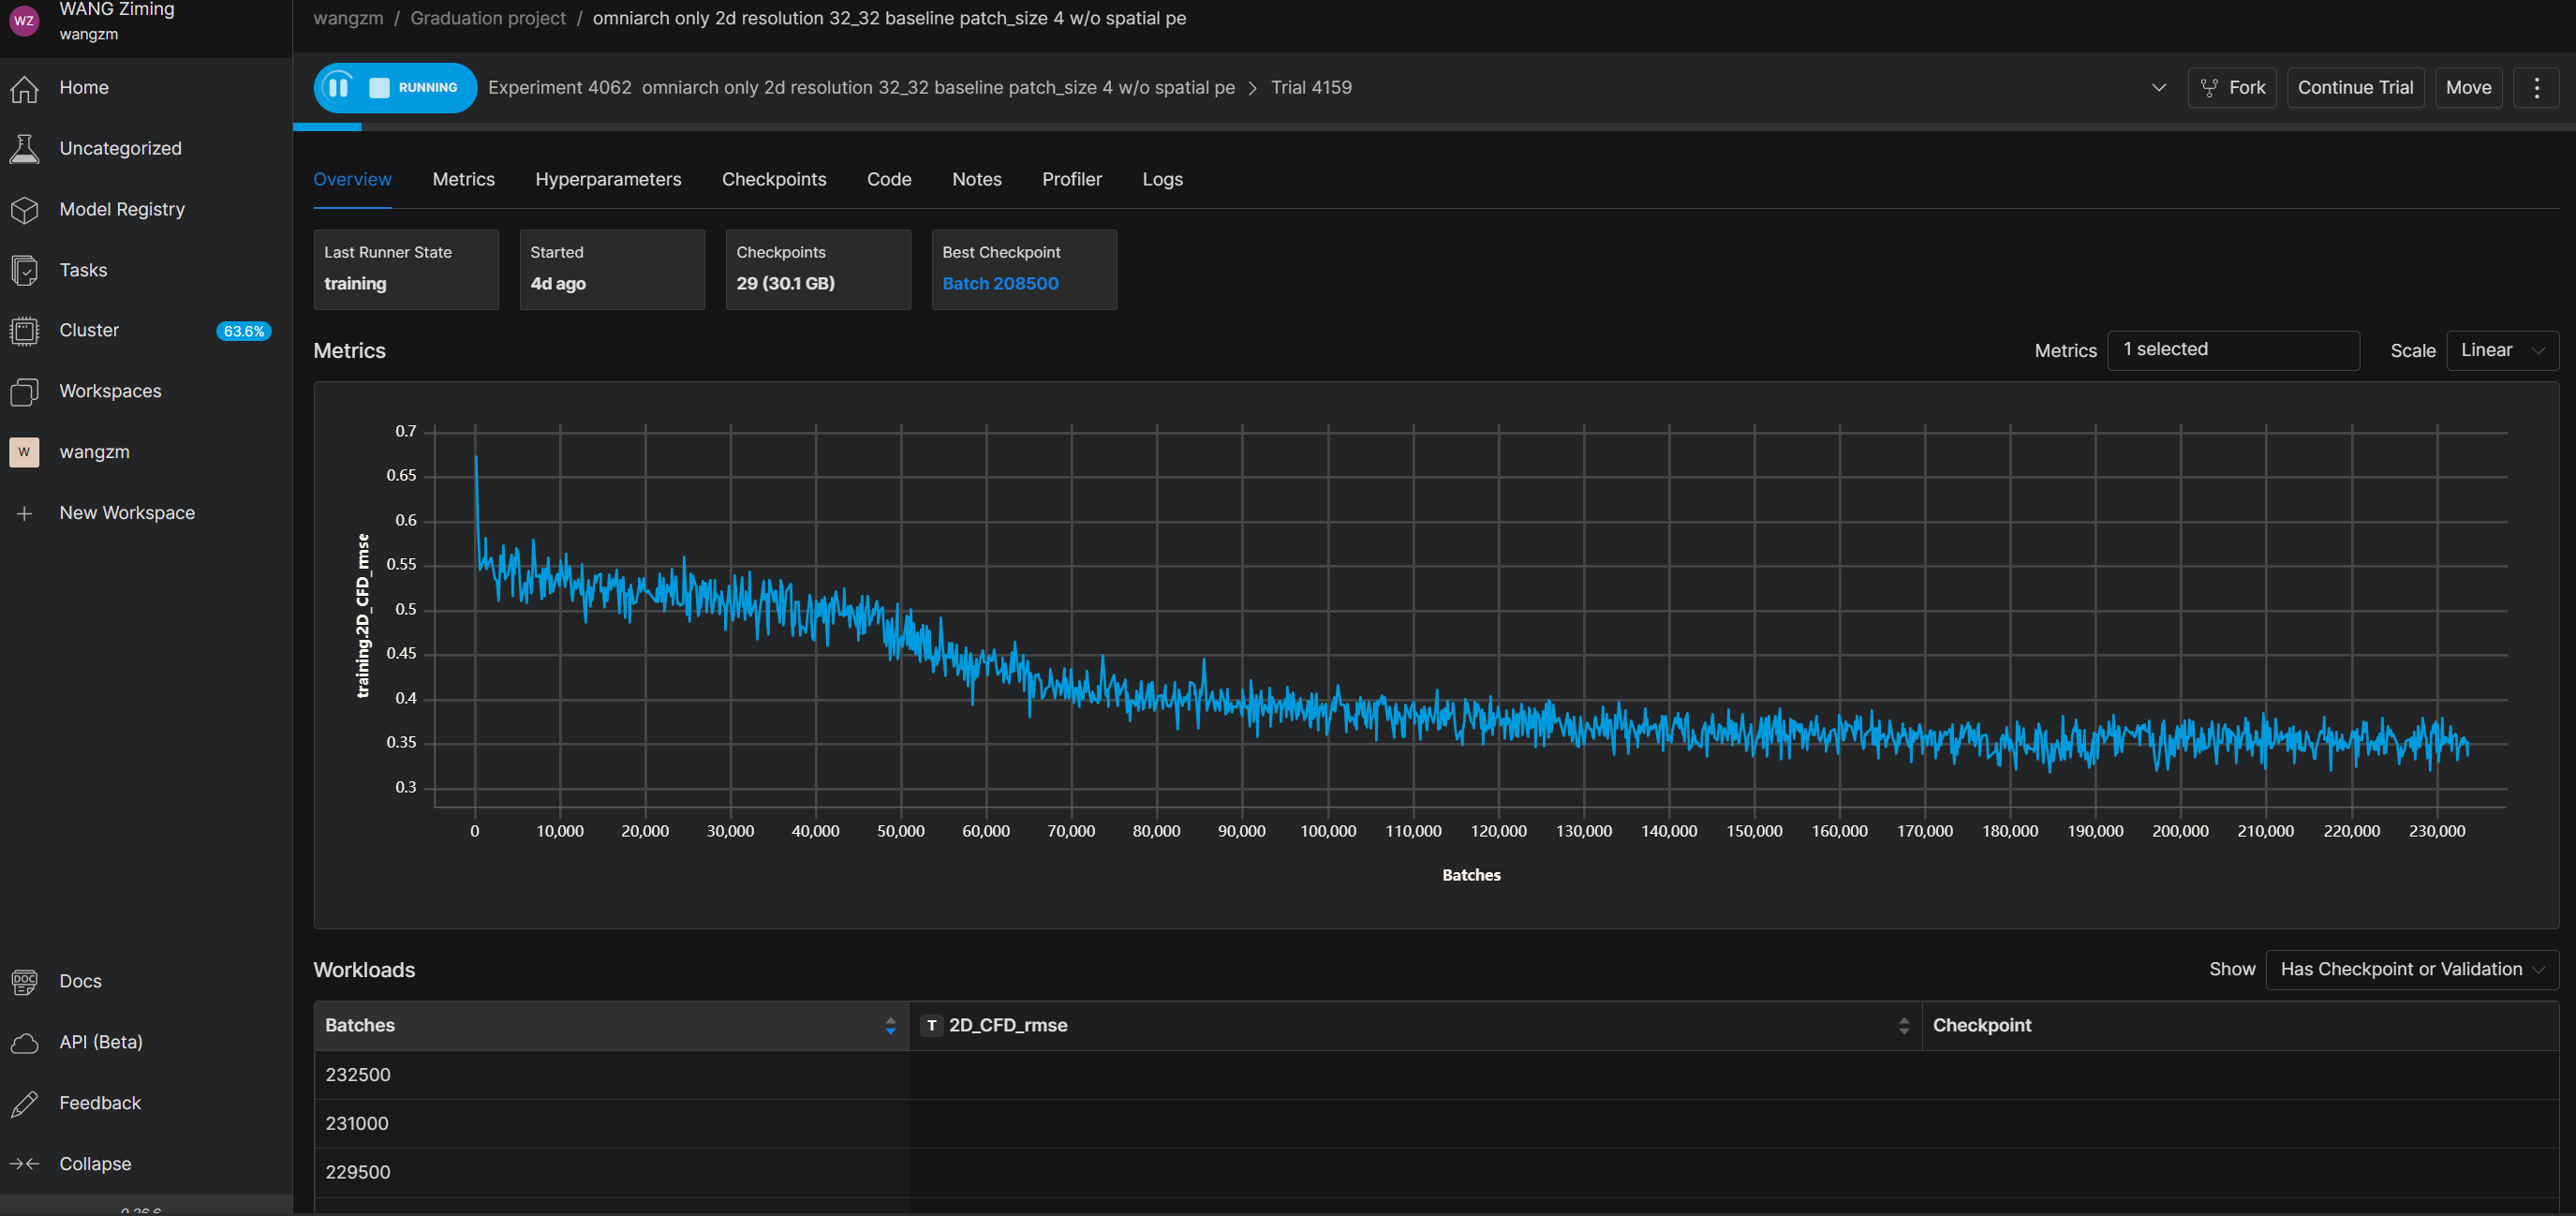 WZ
WANG Ziming
wangzm
Home
Uncategorized
Model Registry
Tasks
Cluster
63.6%
Workspaces
W
wangzm
New Workspace
DOC
Docs
API (Beta)
Feedback
Collapse
wangzm / Graduation project / omniarch only 2d resolution 32_32 baseline patch_size 4 w/o spatial pe
RUNNING
Experiment 4062 omniarch only 2d resolution 32_32 baseline patch_size 4 w/o spatial pe > Trial 4159
Fork
Continue Trial
Move
Overview
Metrics
Hyperparameters
Checkpoints
Code
Notes
Profiler
Logs
Last Runner State
training
Started
4d ago
Checkpoints
29 (30.1 GB)
Best Checkpoint
Batch 208500
Metrics
Metrics
1 selected
Scale
Linear
training.2D_CFD_rmse
0.7
0.65
0.6
0.55
0.5
0.45
0.4
0.35
0.3
0
10,000
20,000
30,000
40,000
50,000
60,000
70,000
80,000
90,000
100,000
110,000
120,000
130,000
140,000
150,000
160,000
170,000
180,000
190,000
200,000
210,000
220,000
230,000
Batches
Workloads
Show
Has Checkpoint or Validation
Batches
T
2D_CFD_rmse
Checkpoint
232500
231000
229500